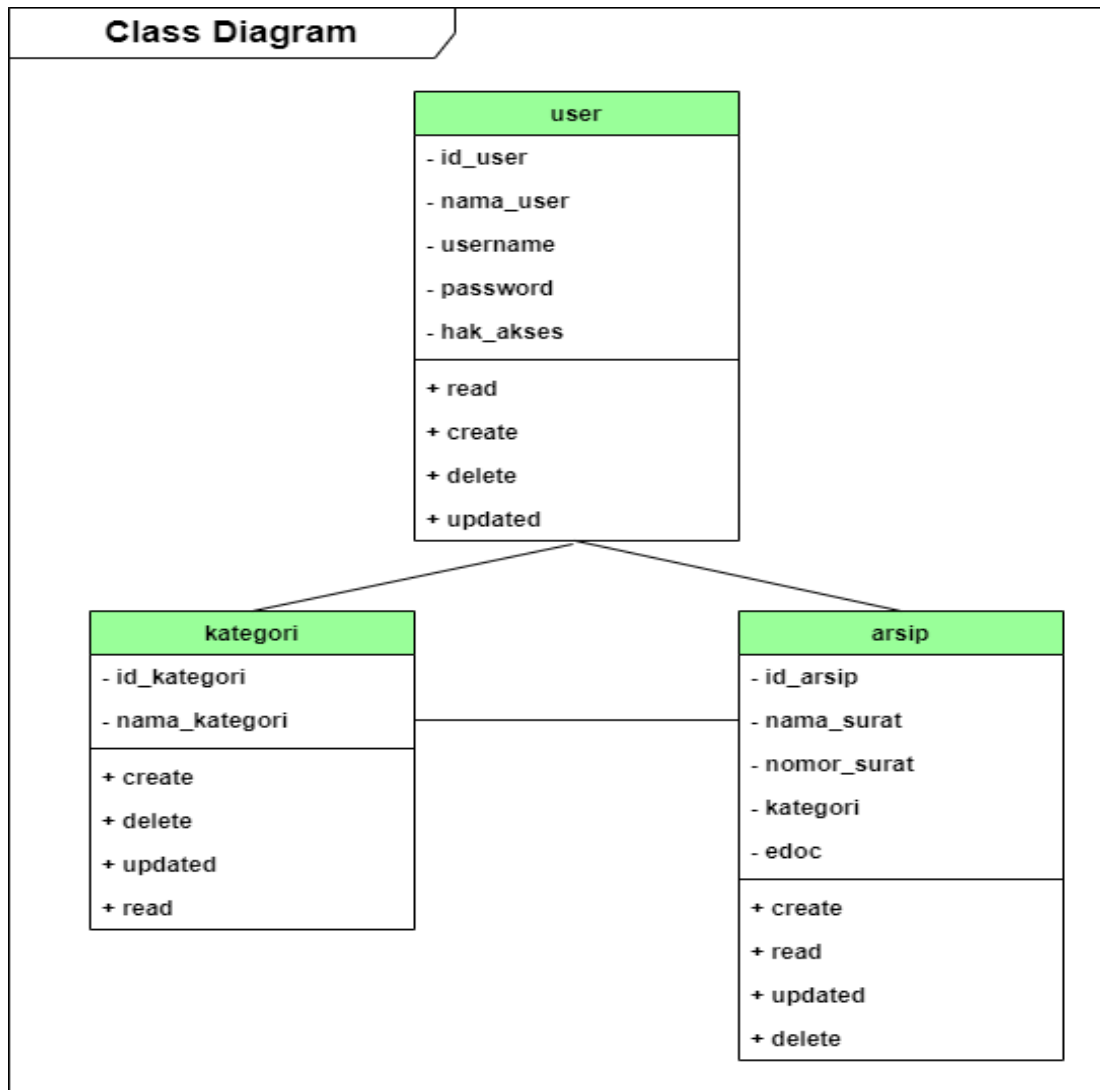 Class Diagram
user
- id_user
- nama_user
- username
- password
- hak_akses
+ read
+ create
+ delete
+ updated
kategori
- id_kategori
- nama_kategori
+ create
+ delete
+ updated
+ read
arsip
- id_arsip
- nama_surat
- nomor_surat
- kategori
- edoc
+ create
+ read
+ updated
+ delete